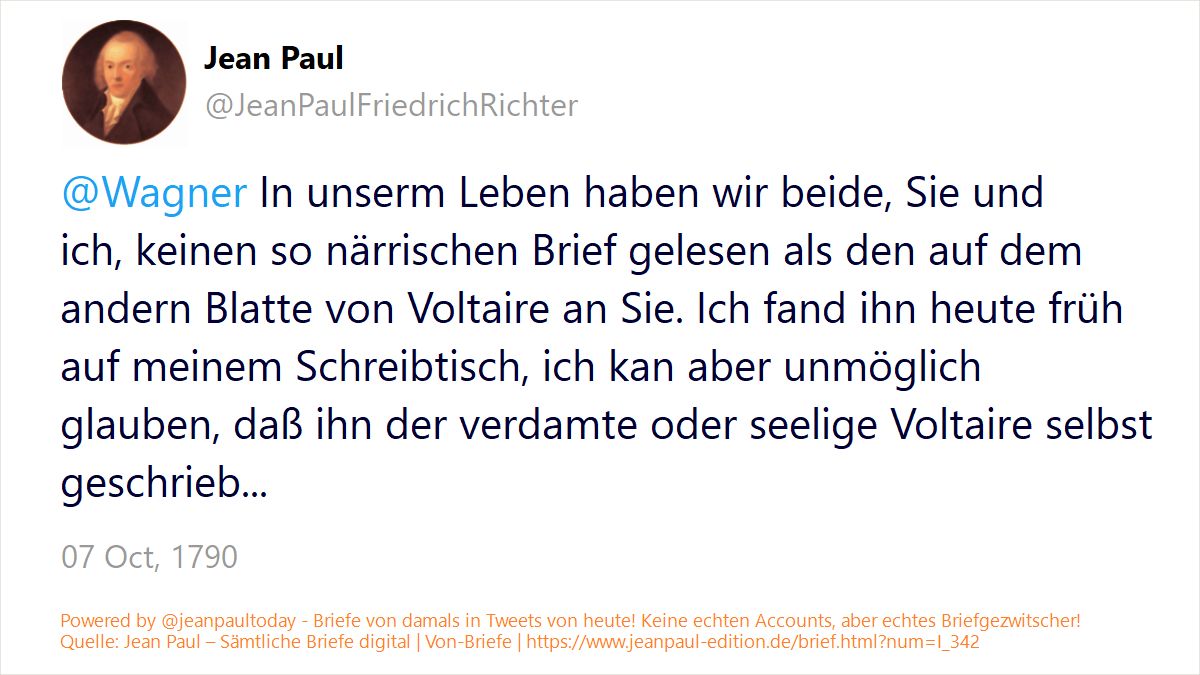 Jean Paul
@JeanPaulFriedrichRichter
@Wagner In unserm Leben haben wir beide, Sie und
ich, keinen so närrischen Brief gelesen als den auf dem
andern Blatte von Voltaire an Sie. Ich fand ihn heute früh
auf meinem Schreibtisch, ich kan aber unmöglich
glauben, daß ihn der verdamte oder seelige Voltaire selbst
geschrieb...
07 Oct, 1790
Powered by @jeanpaultoday - Briefe von damals in Tweets von heute! Keine echten Accounts, aber echtes Briefgezwitscher!
Quelle: Jean Paul – Sämtliche Briefe digital | Von-Briefe | https://www.jeanpaul-edition.de/brief.html?num=I_342